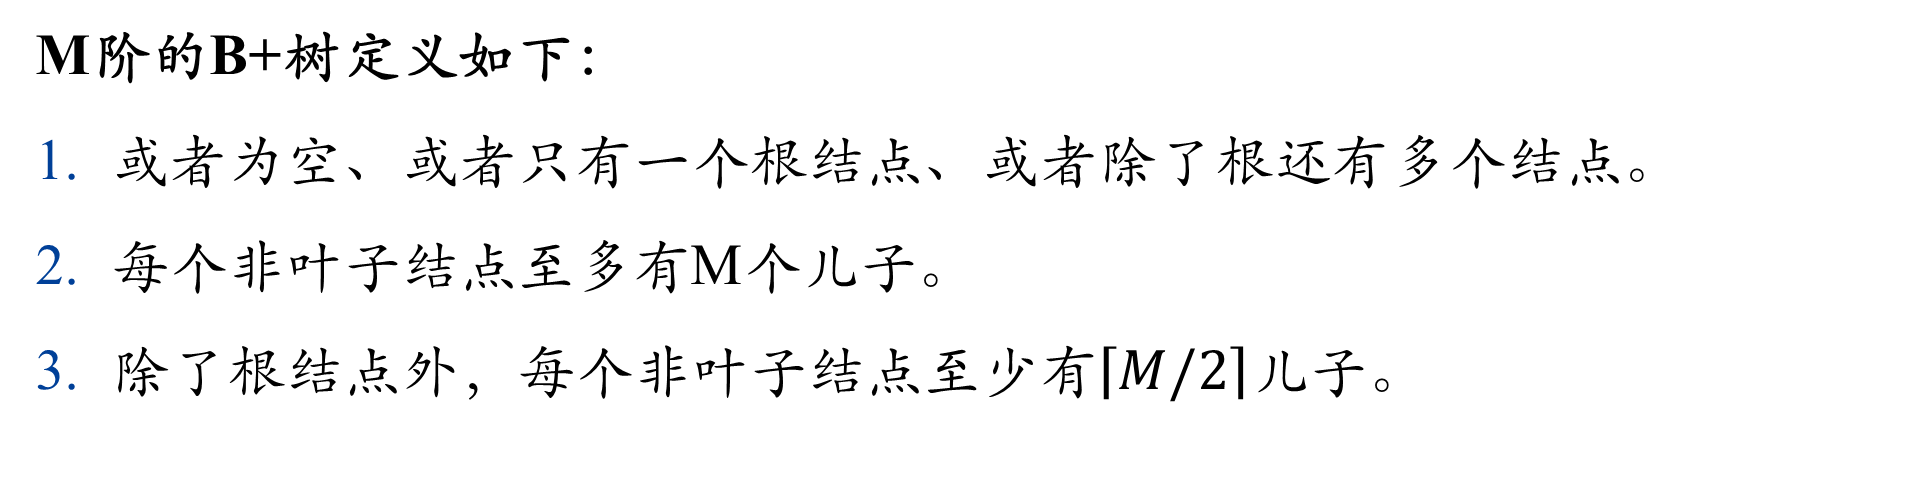 M阶的B+树定义如下：
1. 或者为空、或者只有一个根结点、或者除了根还有多个结点。
2. 每个非叶子结点至多有M个儿子。
3. 除了根结点外，每个非叶子结点至少有⌈M/2⌉儿子。